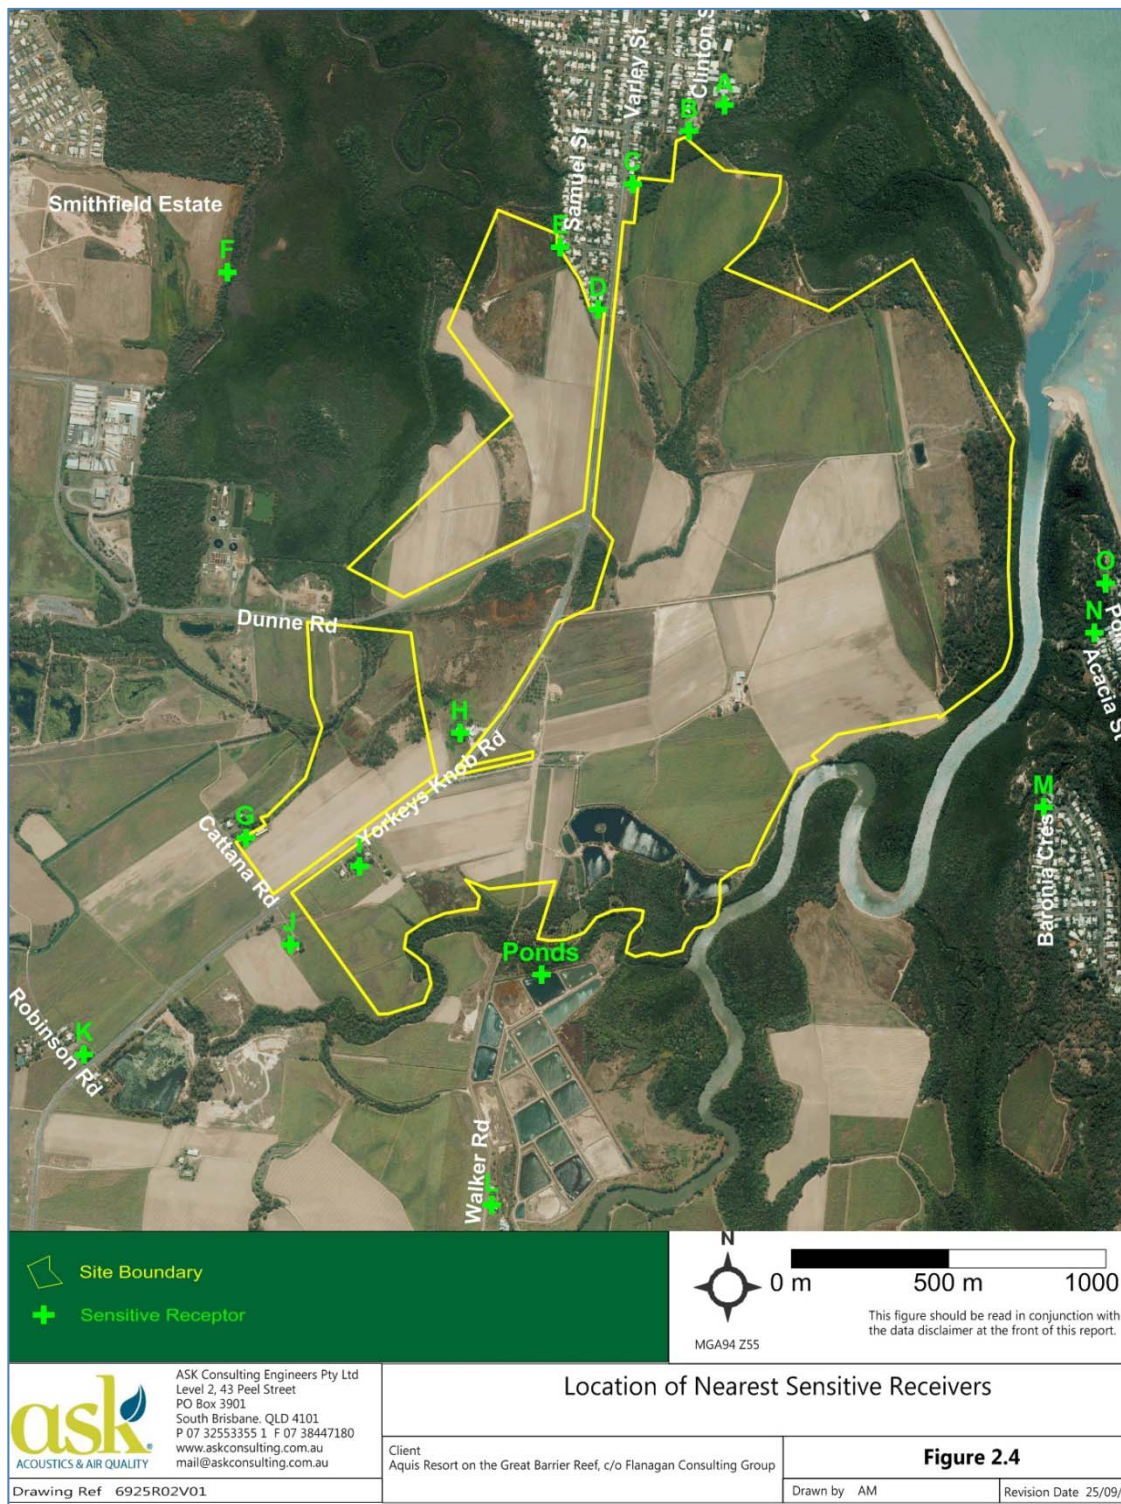 Clinton S
Varley St
A
B
Samuel St
C
Smithfield Estate
E
F
D
O
N
Dunne Rd
Acacia St
H
Yorkeys Knob Rd
M
G
Cattana Rd
I
Baronia Cres
J
Ponds
Robinson Rd
K
Walker Rd
L
Site Boundary
Sensitive Receptor
N
0 m 500 m 1000
MGA94 Z55
This figure should be read in conjunction with
the data disclaimer at the front of this report.
ask
ACOUSTICS & AIR QUALITY
ASK Consulting Engineers Pty Ltd
Level 2, 43 Peel Street
PO Box 3901
South Brisbane. QLD 4101
P 07 32553355 1 F 07 38447180
www.askconsulting.com.au
mail@askconsulting.com.au
Drawing Ref 6925R02V01
Location of Nearest Sensitive Receivers
Client
Aquis Resort on the Great Barrier Reef, c/o Flanagan Consulting Group
Figure 2.4
Drawn by AM
Revision Date 25/09/